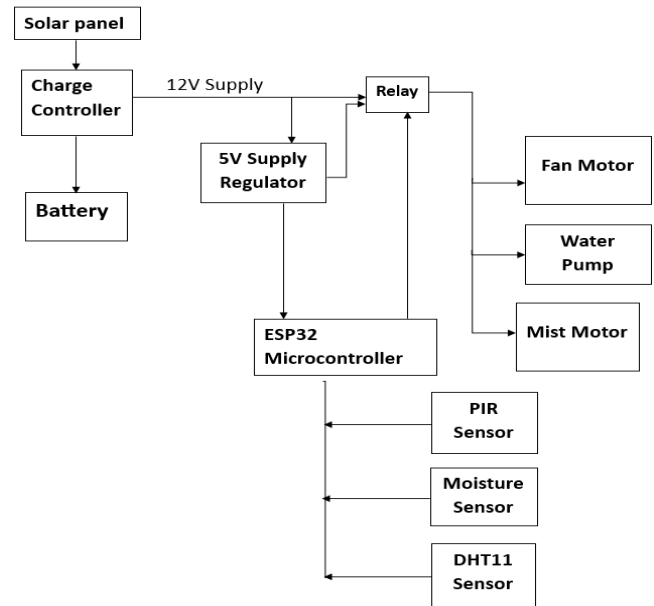 Solar panel
Charge
Controller
12V Supply
Relay
5V Supply
Regulator
Battery
Fan Motor
Water
Pump
Mist Motor
ESP32
Microcontroller
PIR
Sensor
Moisture
Sensor
DHT11
Sensor